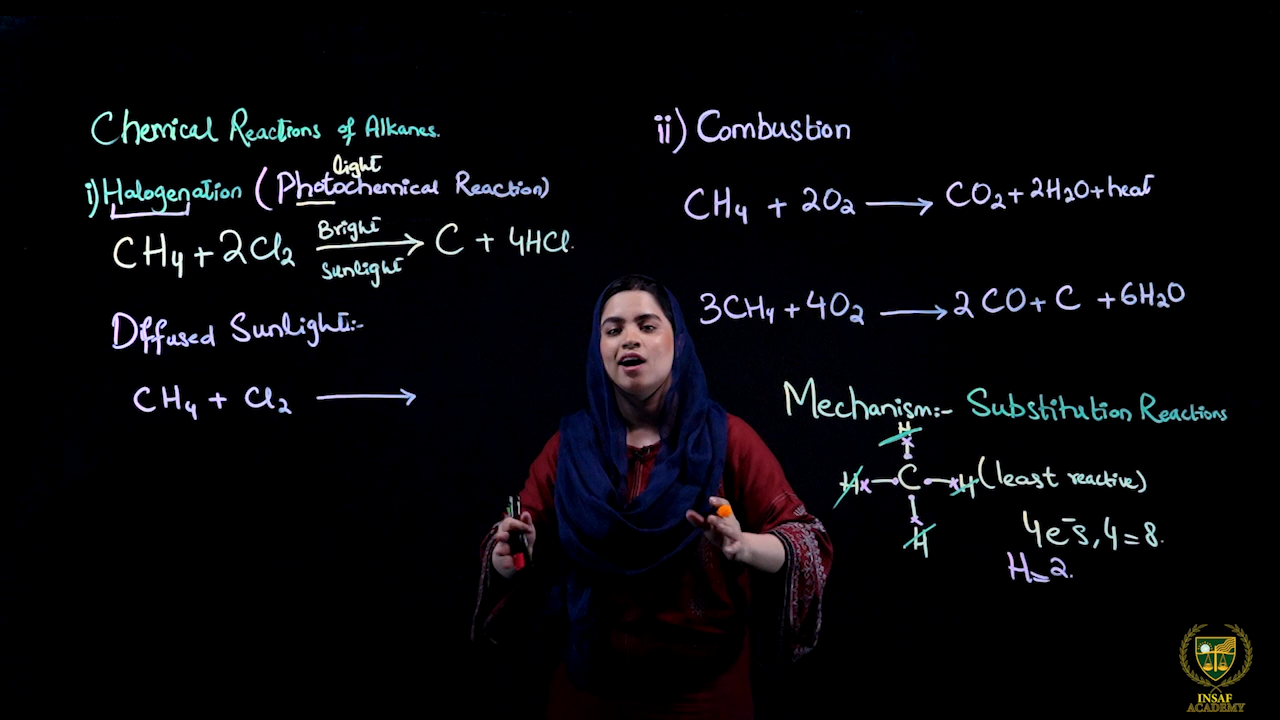 Chemical Reactions of Alkanes.
light
i) Halogenation (Photochemical Reaction)
CH₄ + 2Cl₂ Bright Sunlight → C + 4HCl
Dffused Sunlight:-
CH₄ + Cl₂ →
ii) Combustion
CH₄ + 2O₂ → CO₂ + 2H₂O + heat
3CH₄ + 4O₂ → 2CO + C + 6H₂O
Mechanism:- Substitution Reactions
H
H x — C — x H (least reactive)
x
H
4e⁻s, 4 = 8.
H = 2.
INSAF
ACADEMY